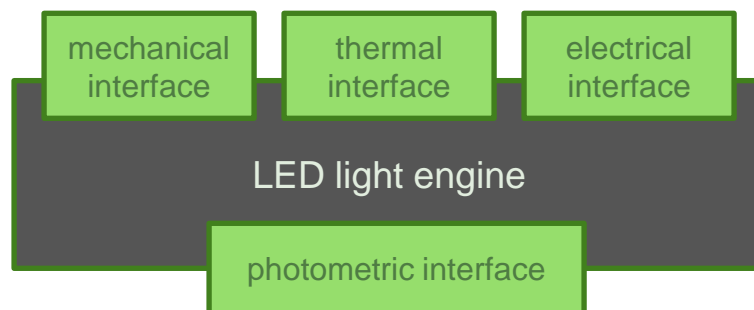 mechanical
interface
thermal
interface
electrical
interface
LED light engine
photometric interface